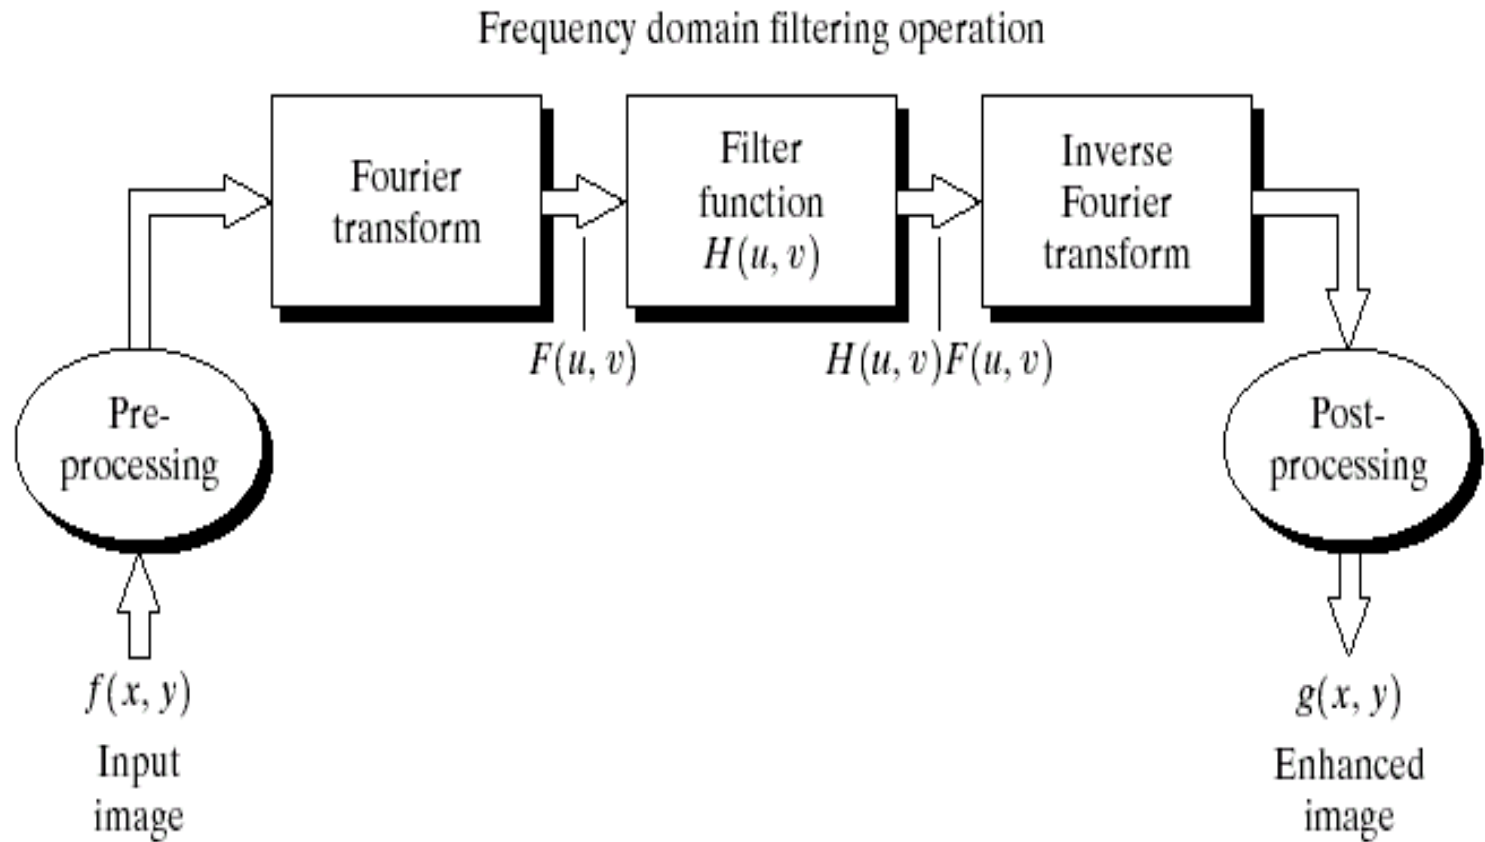 Frequency domain filtering operation
Fourier
transform
Filter
function
H(u, v)
Inverse
Fourier
transform
F(u, v)
H(u, v)F(u, v)
Pre-
processing
Post-
processing
f(x, y)
Input
image
g(x, y)
Enhanced
image